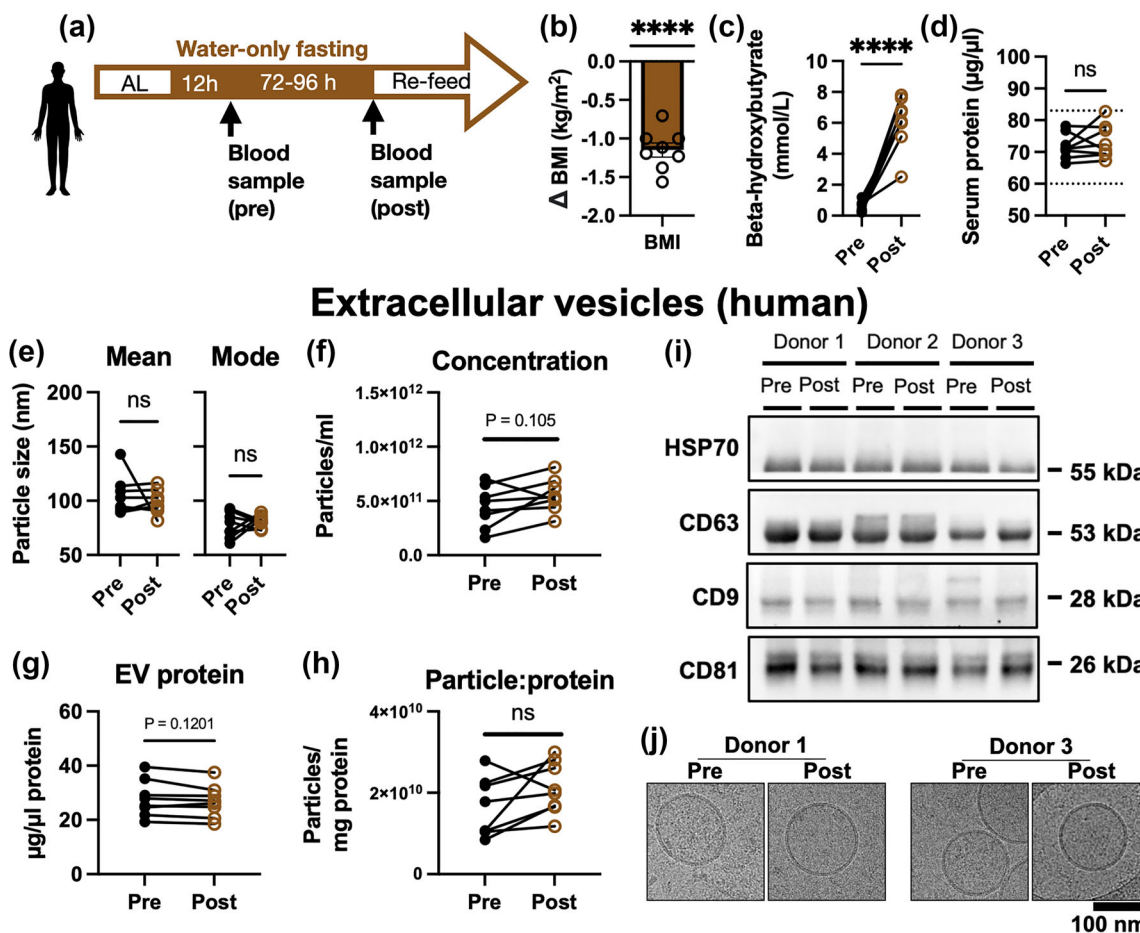 (a)
Water-only fasting
AL 12h 72-96 h Re-feed
Blood sample (pre)
Blood sample (post)
(b)
****
Δ BMI (kg/m²)
0.0
-0.5
-1.0
-1.5
-2.0
BMI
(c)
****
Beta-hydroxybutyrate
(mmol/L)
10
8
6
4
2
0
Pre Post
(d)
Serum protein (µg/µl)
ns
100
90
80
70
60
50
Pre Post
Extracellular vesicles (human)
(e)
Mean Mode
Particle size (nm)
200
150
100
50
ns ns
Pre Post Pre Post
(f)
Concentration
Particles/ml
P = 0.105
1.5×10¹²
1.0×10¹²
5.0×10¹¹
0.0
Pre Post
(g)
EV protein
µg/µl protein
P = 0.1201
60
40
20
0
Pre Post
(h)
Particle:protein
Particles/
mg protein
ns
4×10¹⁰
2×10¹⁰
0
Pre Post
(i)
Donor 1 Donor 2 Donor 3
Pre Post Pre Post Pre Post
HSP70 – 55 kDa
CD63 – 53 kDa
CD9 – 28 kDa
CD81 – 26 kDa
(j)
Donor 1 Donor 3
Pre Post Pre Post
100 nm